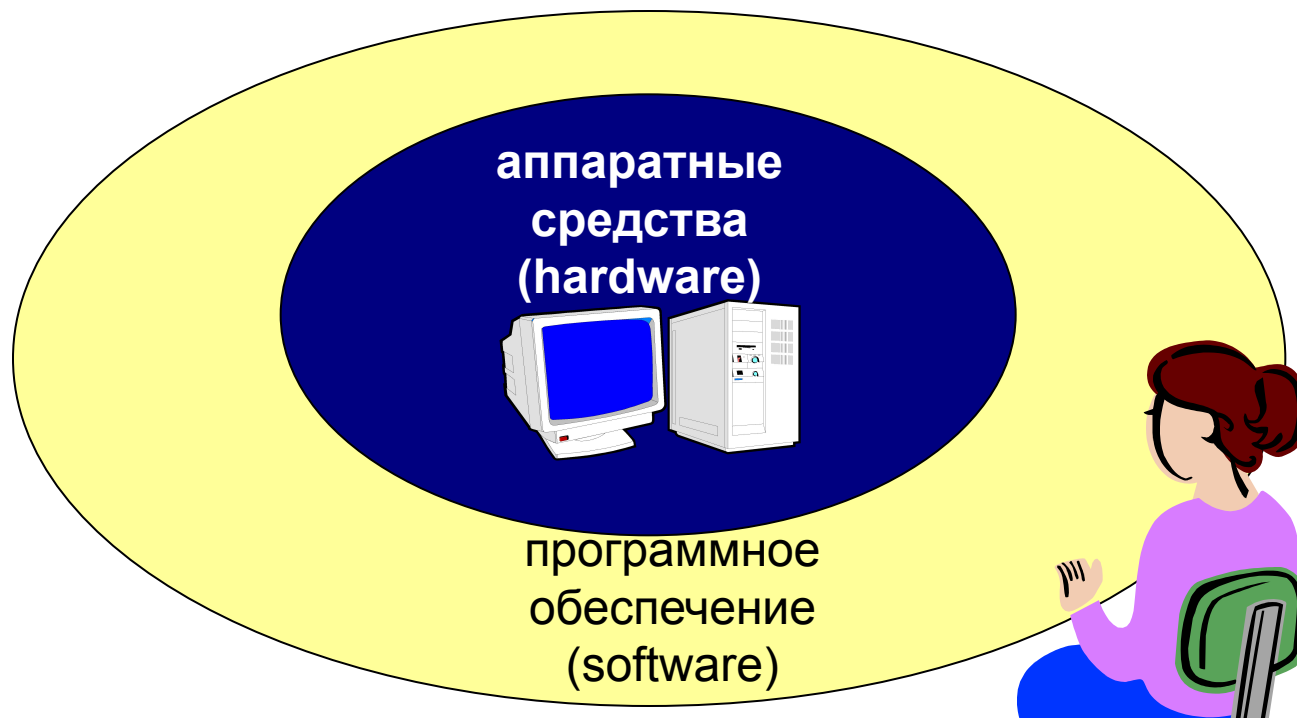 аппаратные
средства
(hardware)
программное
обеспечение
(software)